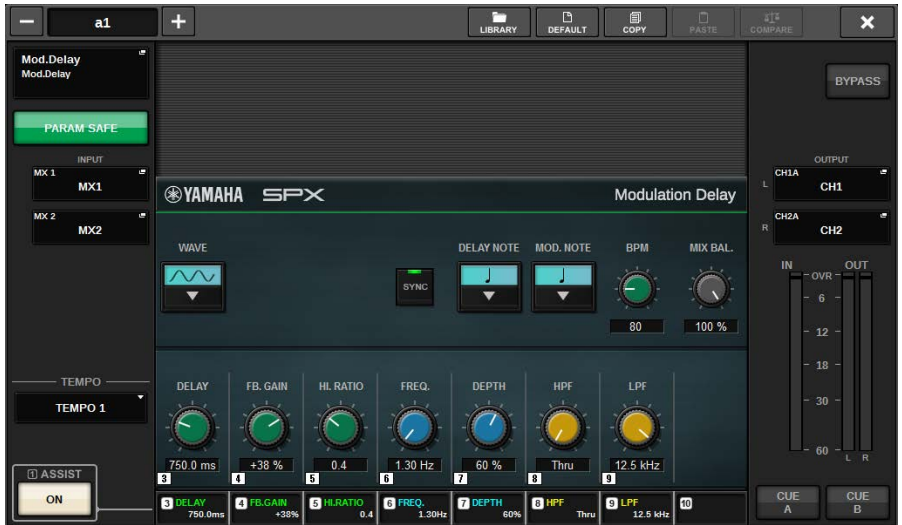 a1
LIBRARY
DEFAULT
COPY
PASTE
COMPARE
Mod.Delay
Mod.Delay
BYPASS
PARAM SAFE
INPUT
MX 1
MX1
MX 2
MX2
OUTPUT
L
CH1A
CH1
R
CH2A
CH2
YAMAHA SPX
Modulation Delay
WAVE
SYNC
DELAY NOTE
MOD. NOTE
BPM
MIX BAL.
80
100 %
IN
OUT
OVR
6
12
18
30
60
L R
TEMPO
TEMPO 1
DELAY
FB. GAIN
HI. RATIO
FREQ.
DEPTH
HPF
LPF
750.0 ms
+38 %
0.4
1.30 Hz
60 %
Thru
12.5 kHz
3
4
5
6
7
8
9
1 ASSIST
ON
3 DELAY
750.0ms
4 FB.GAIN
+38%
5 HI.RATIO
0.4
6 FREQ.
1.30Hz
7 DEPTH
60%
8 HPF
Thru
9 LPF
12.5 kHz
10
CUE
A
CUE
B